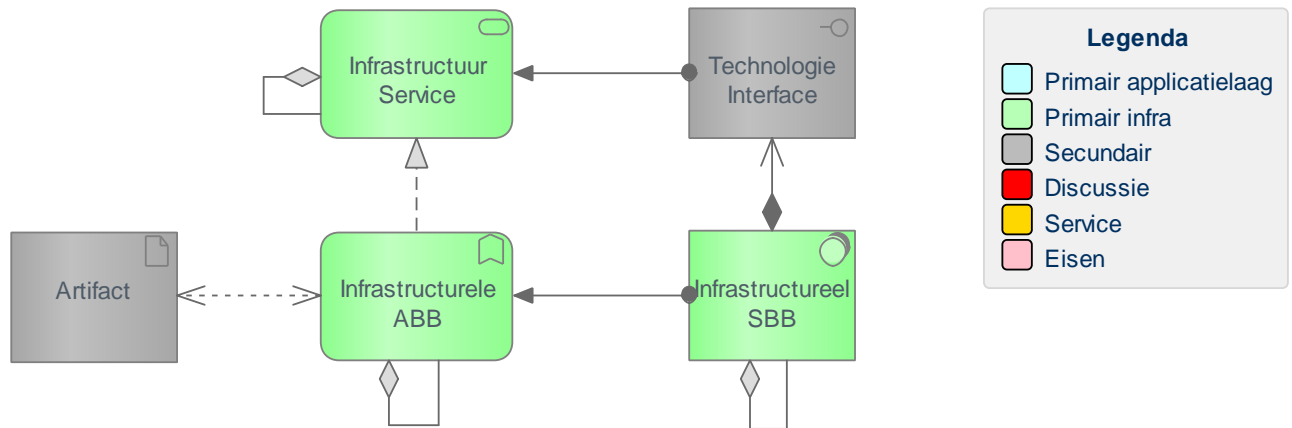 Infrastructuur
Service
Technologie
Interface
Artifact
Infrastructurele
ABB
Infrastructureel
SBB
Legenda
Primair applicatielaag
Primair infra
Secundair
Discussie
Service
Eisen